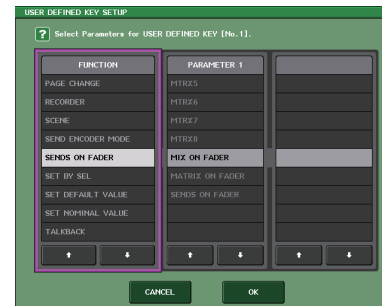 USER DEFINED KEY SETUP
? Select Parameters for USER DEFINED KEY [No.1].
FUNCTION
PAGE CHANGE
RECORDER
SCENE
SEND ENCODER MODE
SENDS ON FADER
SET BY SEL
SET DEFAULT VALUE
SET NOMINAL VALUE
TALKBACK
PARAMETER 1
MTRX5
MTRX6
MTRX7
MTRX8
MIX ON FADER
MATRIX ON FADER
SENDS ON FADER
CANCEL
OK